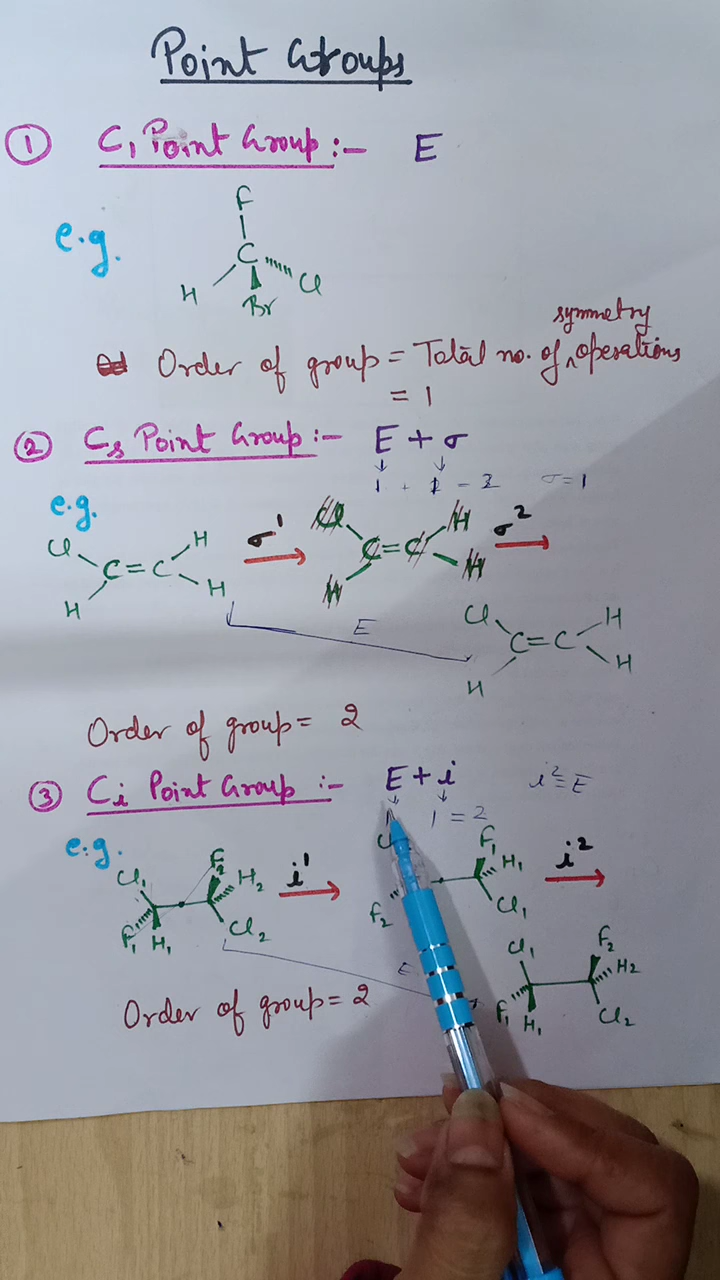 Point Groups
① C₁ Point Group :- E
e.g.
F
C
H
Cl
Br
symmetry
Order of group = Total no. of ^ operations
= 1
② Cs Point Group :- E + σ
↓ ↓
1 + 1 = 2 σ = 1
e.g.
Cl H σ¹ Cl H σ²
C=C C=C
H H H H
Cl H
E C=C
H H
Order of group = 2
③ Ci Point Group :- E + i i² = E
↓ ↓
1 = 2
e.g.
Cl₁ F₂ H₂ i¹ F₁ H₁ i²
F₁ H₁ Cl₂ F₂ Cl₁
E Cl₁ F₂ H₂
F₁ H₁ Cl₂
Order of group = 2